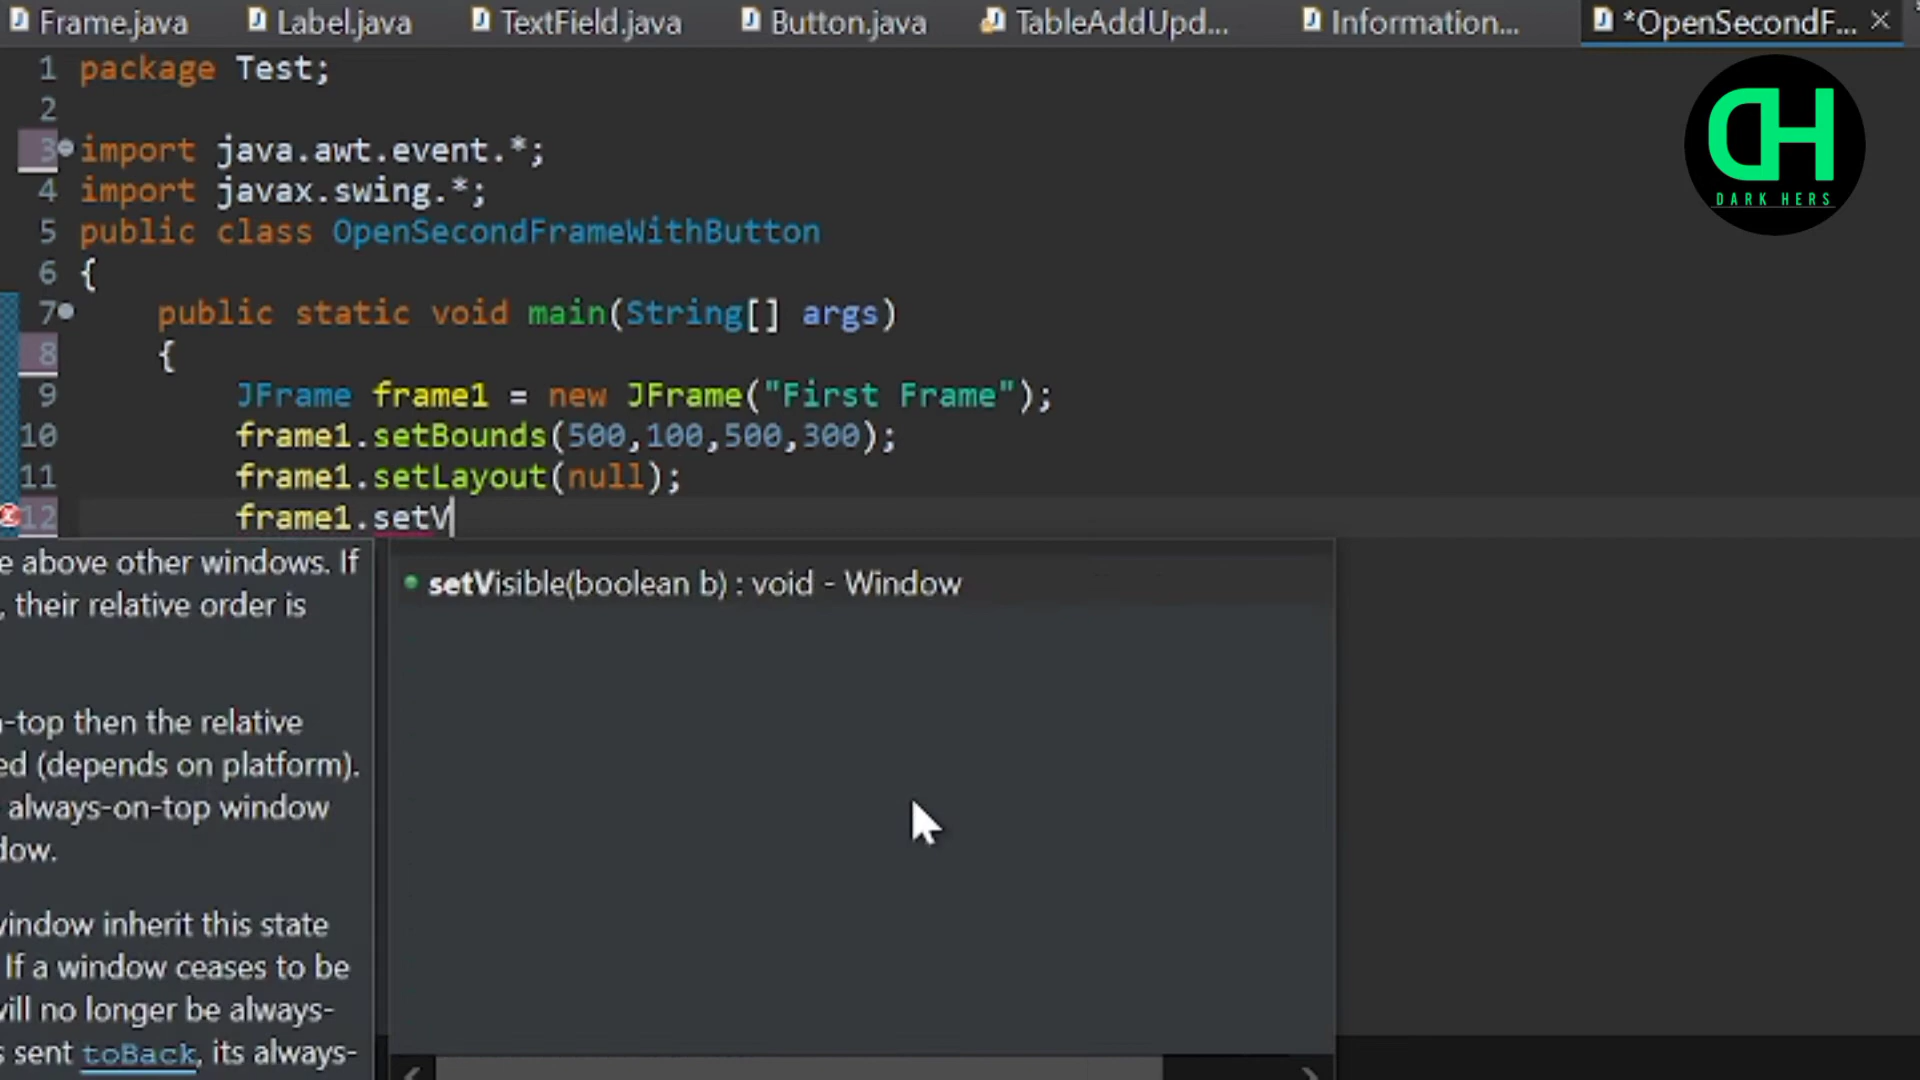 Frame.java Label.java TextField.java Button.java TableAddUpd... Information... *OpenSecondF...
DH
DARK HERS
1 package Test;
2
3 import java.awt.event.*;
4 import javax.swing.*;
5 public class OpenSecondFrameWithButton
6 {
7 public static void main(String[] args)
8 {
9 JFrame frame1 = new JFrame("First Frame");
10 frame1.setBounds(500,100,500,300);
11 frame1.setLayout(null);
12 frame1.setV
e above other windows. If
, their relative order is
-top then the relative
ed (depends on platform).
always-on-top window
dow.
window inherit this state
If a window ceases to be
will no longer be always-
s sent toBack, its always-
setVisible(boolean b) : void - Window